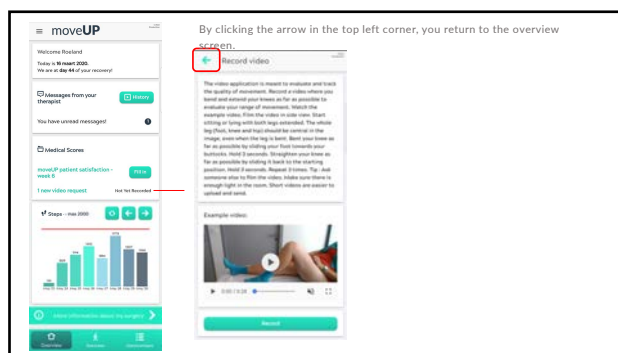 By clicking the arrow in the top left corner, you return to the overview
screen.
moveUP
Welcome Roeland
Today is 16 maart 2020.
We are at day 44 of your recovery!
Messages from your
therapist
History
You have unread messages!
Medical Scores
moveUP patient satisfaction -
week 6
Fill in
1 new video request
Not Yet Recorded
Steps - max 2000
More information about my surgery
Overview
Record video
The video application is meant to evaluate and track
the quality of movement. Record a video where you
bend and extend your knees as far as possible to
evaluate your range of movement. Watch the
example video. Film the video in side view. Start
sitting or lying with both legs extended. The whole
leg (foot, knee and hip) should be central in the
image, even when the leg is bent. Bent your knee as
far as possible by sliding your foot towards your
buttocks. Hold 3 seconds. Straighten your knee as
far as possible by sliding it back to the starting
position. Hold 3 seconds. Repeat 3 times. Tip : Ask
someone else to film the video. Make sure there is
enough light in the room. Short videos are easier to
upload and send.
Example video:
0:00 / 0:28
Record